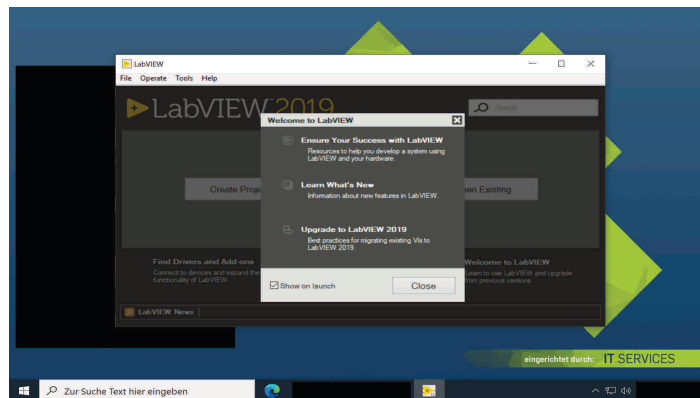 LabVIEW
File Operate Tools Help
LabVIEW 2019
Search
Welcome to LabVIEW
Ensure Your Success with LabVIEW
Resources to help you develop a system using
LabVIEW and your hardware.
Learn What's New
Information about new features in LabVIEW.
Upgrade to LabVIEW 2019
Best practices for migrating existing VIs to
LabVIEW 2019.
Show on launch
Close
Create Proje
en Existing
Find Drivers and Add-ons
Connect to devices and expand the
functionality of LabVIEW
Welcome to LabVIEW
Learn to use LabVIEW and upgrade
from previous versions
LabVIEW News
eingerichtet durch: IT SERVICES
Zur Suche Text hier eingeben